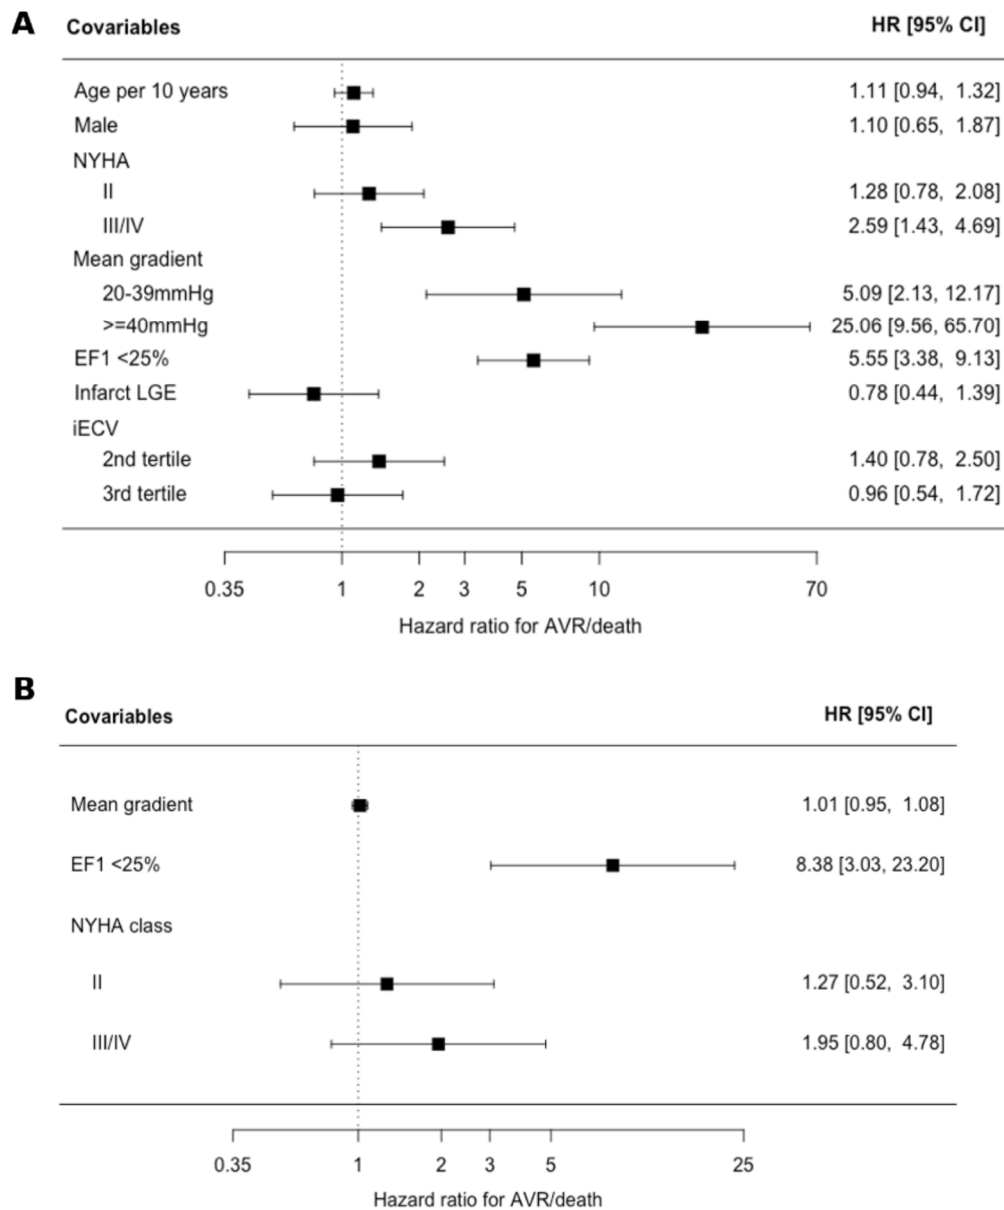 A
Covariables HR [95% CI]
Age per 10 years 1.11 [0.94, 1.32]
Male 1.10 [0.65, 1.87]
NYHA
II 1.28 [0.78, 2.08]
III/IV 2.59 [1.43, 4.69]
Mean gradient
20-39mmHg 5.09 [2.13, 12.17]
>=40mmHg 25.06 [9.56, 65.70]
EF1 <25% 5.55 [3.38, 9.13]
Infarct LGE 0.78 [0.44, 1.39]
iECV
2nd tertile 1.40 [0.78, 2.50]
3rd tertile 0.96 [0.54, 1.72]
0.35 1 2 3 5 10 70
Hazard ratio for AVR/death
B
Covariables HR [95% CI]
Mean gradient 1.01 [0.95, 1.08]
EF1 <25% 8.38 [3.03, 23.20]
NYHA class
II 1.27 [0.52, 3.10]
III/IV 1.95 [0.80, 4.78]
0.35 1 2 3 5 25
Hazard ratio for AVR/death